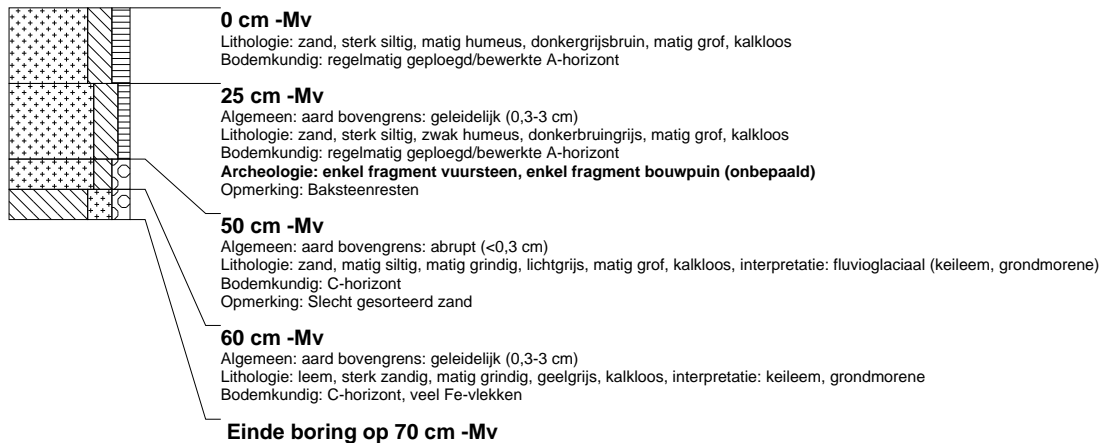 0 cm -Mv
Lithologie: zand, sterk siltig, matig humeus, donkergrijsbruin, matig grof, kalkloos
Bodemkundig: regelmatig geploegd/bewerkte A-horizont
25 cm -Mv
Algemeen: aard bovengrens: geleidelijk (0,3-3 cm)
Lithologie: zand, sterk siltig, zwak humeus, donkerbruingrijs, matig grof, kalkloos
Bodemkundig: regelmatig geploegd/bewerkte A-horizont
Archeologie: enkel fragment vuursteen, enkel fragment bouwpuin (onbepaald)
Opmerking: Baksteenresten
50 cm -Mv
Algemeen: aard bovengrens: abrupt (<0,3 cm)
Lithologie: zand, matig siltig, matig grindig, lichtgrijs, matig grof, kalkloos, interpretatie: fluvioglaciaal (keileem, grondmorene)
Bodemkundig: C-horizont
Opmerking: Slecht gesorteerd zand
60 cm -Mv
Algemeen: aard bovengrens: geleidelijk (0,3-3 cm)
Lithologie: leem, sterk zandig, matig grindig, geelgrijs, kalkloos, interpretatie: keileem, grondmorene
Bodemkundig: C-horizont, veel Fe-vlekken
Einde boring op 70 cm -Mv